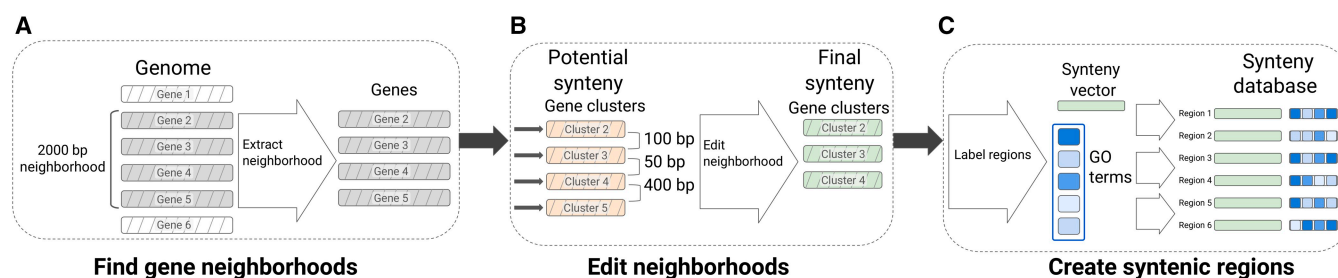 A
Genome
Gene 1
Gene 2
Gene 3
Gene 4
Gene 5
Gene 6
2000 bp
neighborhood
Extract
neighborhood
Genes
Gene 2
Gene 3
Gene 4
Gene 5
Find gene neighborhoods
B
Potential
synteny
Gene clusters
Cluster 2
Cluster 3
Cluster 4
Cluster 5
100 bp
50 bp
400 bp
Edit
neighborhood
Final
synteny
Gene clusters
Cluster 2
Cluster 3
Cluster 4
Edit neighborhoods
C
Label regions
Synteny
vector
GO
terms
Synteny
database
Region 1
Region 2
Region 3
Region 4
Region 5
Region 6
Create syntenic regions